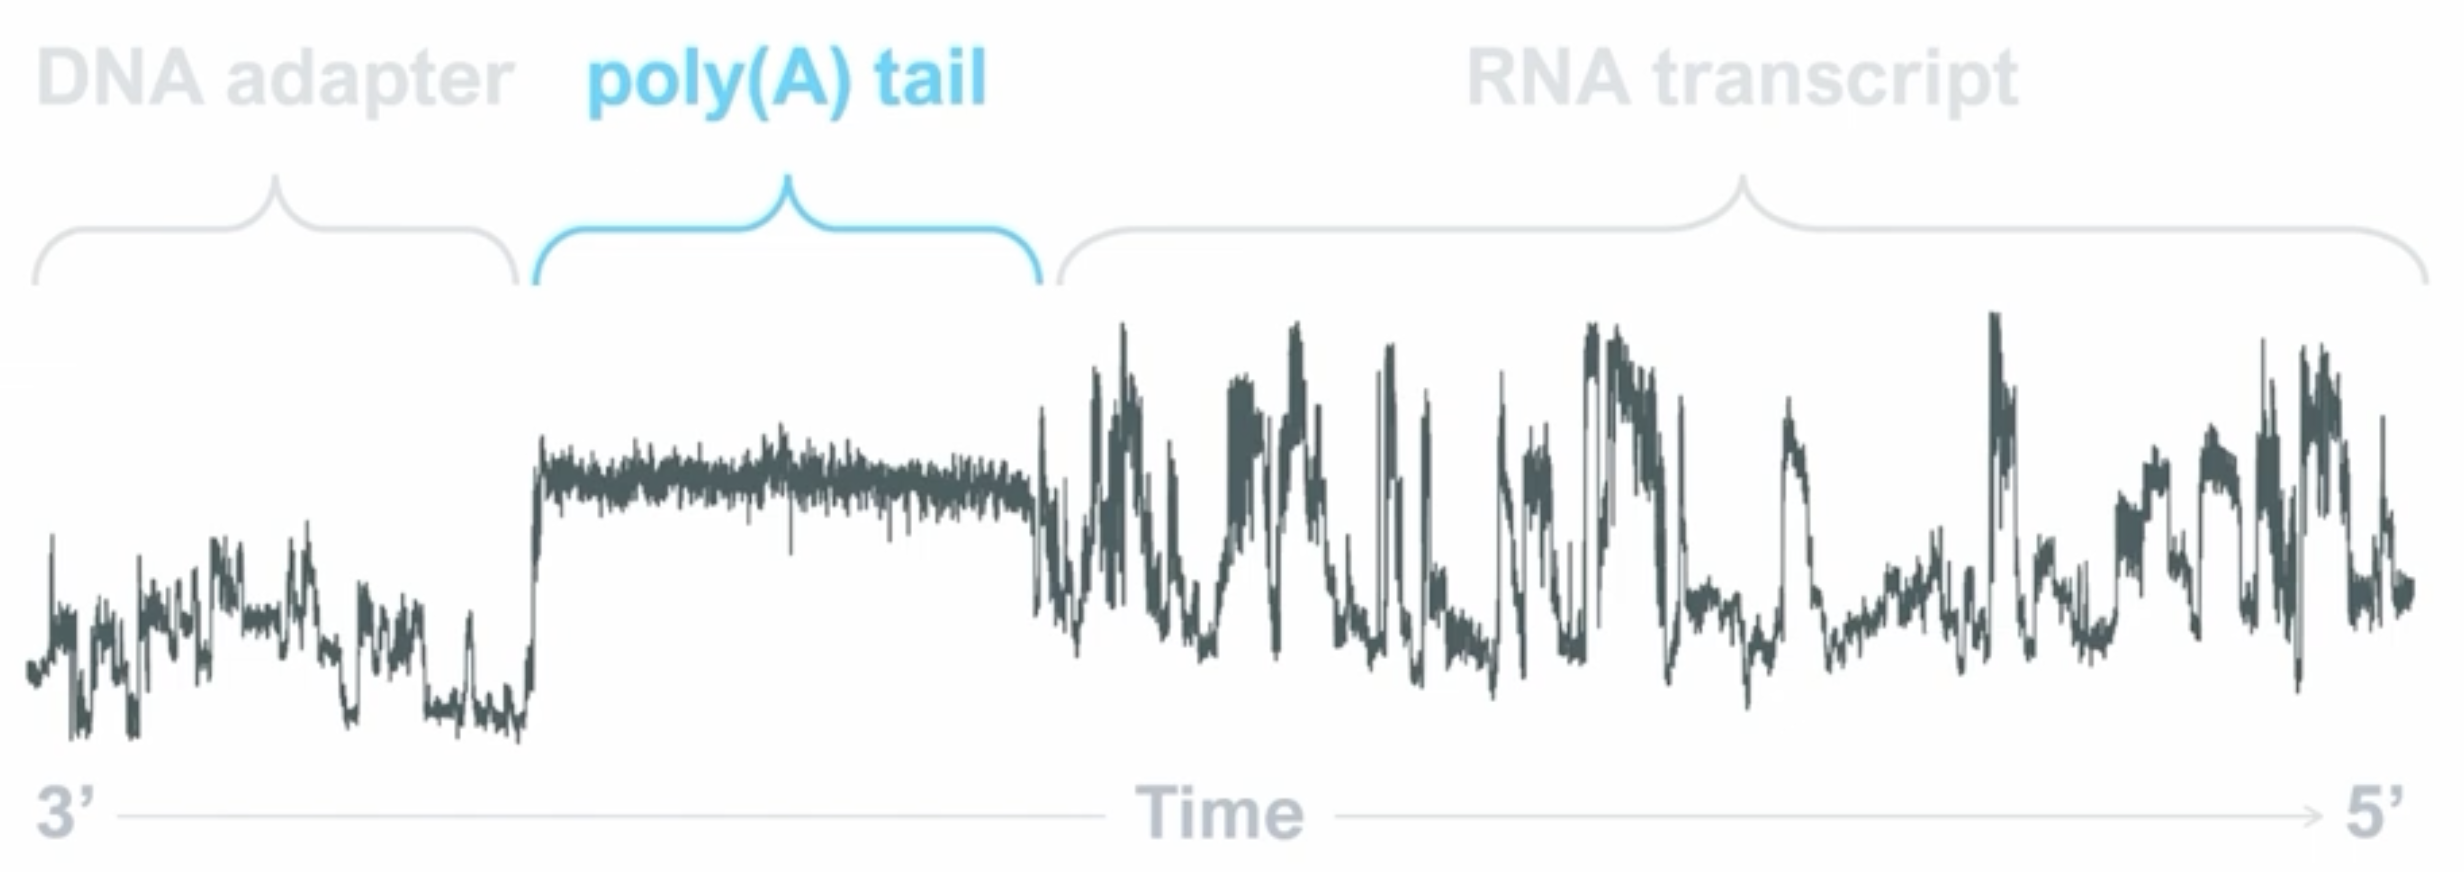 DNA adapter poly(A) tail RNA transcript
3’ Time 5’